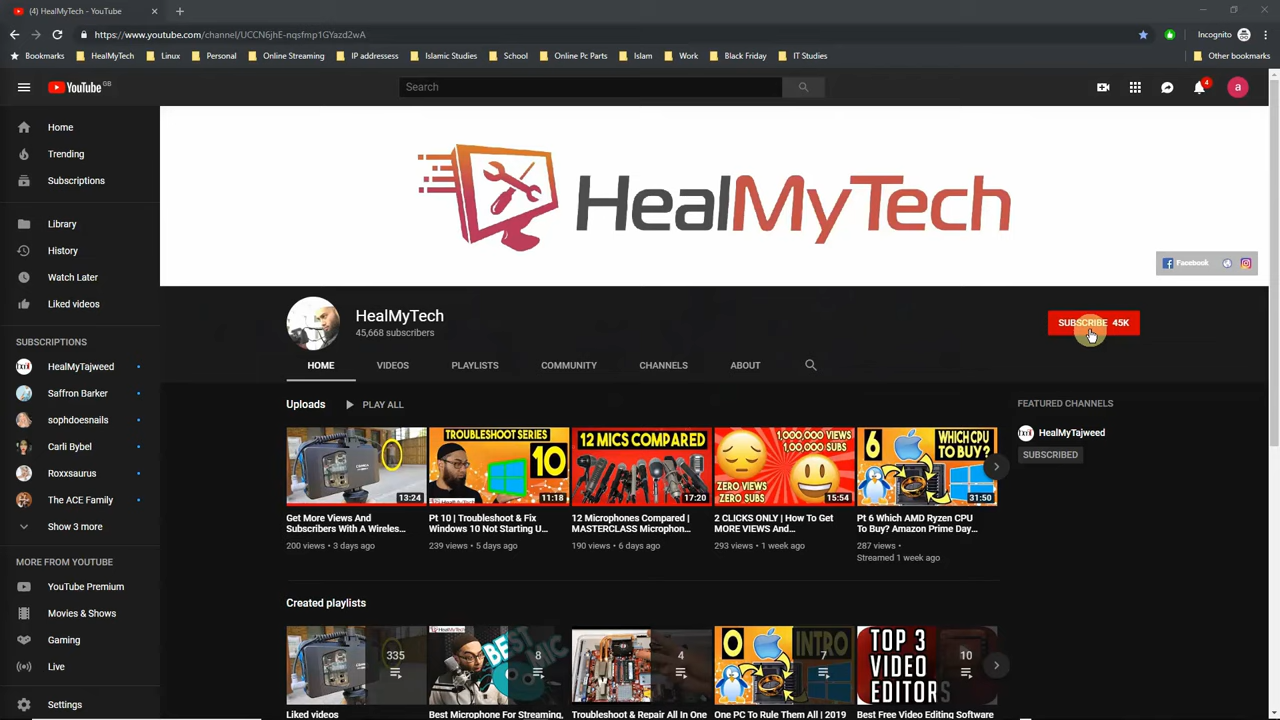 (4) HealMyTech - YouTube
https://www.youtube.com/channel/UCCN6jhE-nqsfmp1GYazd2wA
Incognito
Bookmarks HealMyTech Linux Personal Online Streaming IP addressess Islamic Studies School Online Pc Parts Islam Work Black Friday IT Studies Other bookmarks
YouTube GB
Search
4
a
Home
Trending
Subscriptions
Library
History
Watch Later
Liked videos
SUBSCRIPTIONS
HealMyTajweed
Saffron Barker
sophdoesnails
Carli Bybel
Roxxsaurus
The ACE Family
Show 3 more
MORE FROM YOUTUBE
YouTube Premium
Movies & Shows
Gaming
Live
Settings
HealMyTech
Facebook
HealMyTech
45,668 subscribers
SUBSCRIBE 45K
HOME VIDEOS PLAYLISTS COMMUNITY CHANNELS ABOUT
Uploads PLAY ALL
13:24
Get More Views And
Subscribers With A Wireles...
200 views • 3 days ago
TROUBLESHOOT SERIES
10
11:18
Pt 10 | Troubleshoot & Fix
Windows 10 Not Starting U...
239 views • 5 days ago
12 MICS COMPARED
17:20
12 Microphones Compared |
MASTERCLASS Microphon...
190 views • 6 days ago
1,000,000 VIEWS
1,00,000 SUBS
ZERO VIEWS
ZERO SUBS
15:54
2 CLICKS ONLY | How To Get
MORE VIEWS And...
293 views • 1 week ago
6
WHICH CPU
TO BUY?
31:50
Pt 6 Which AMD Ryzen CPU
To Buy? Amazon Prime Day...
287 views •
Streamed 1 week ago
FEATURED CHANNELS
HealMyTajweed
SUBSCRIBED
Created playlists
335
Liked videos
BEST
8
Best Microphone For Streaming,
4
Troubleshoot & Repair All In One
INTRO
7
One PC To Rule Them All | 2019
TOP 3
VIDEO
EDITORS
10
Best Free Video Editing Software